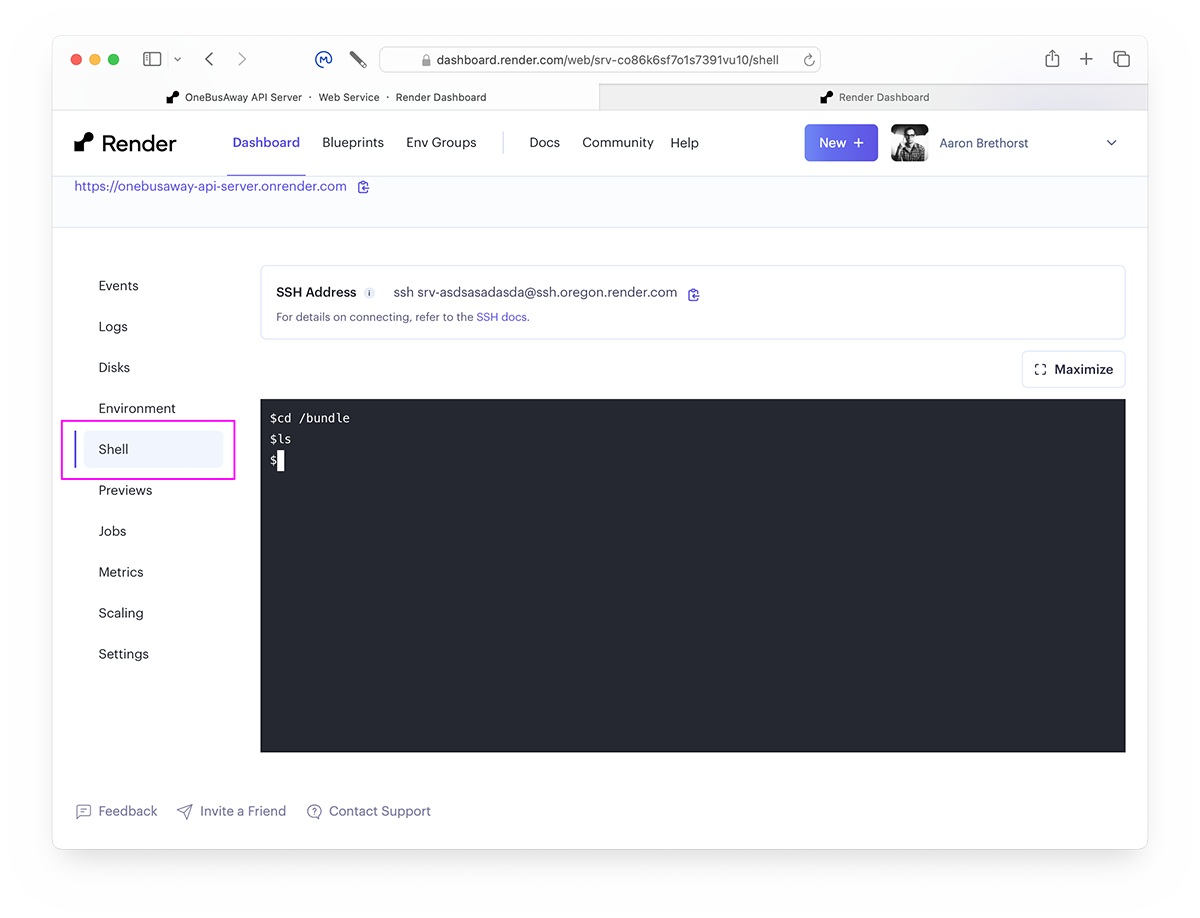 dashboard.render.com/web/srv-co86k6sf7o1s7391vu10/shell
OneBusAway API Server · Web Service · Render Dashboard
Render Dashboard
Render
Dashboard
Blueprints
Env Groups
Docs
Community
Help
New +
Aaron Brethorst
https://onebusaway-api-server.onrender.com
Events
Logs
Disks
Environment
Shell
Previews
Jobs
Metrics
Scaling
Settings
SSH Address i ssh srv-asdsasadasda@ssh.oregon.render.com
For details on connecting, refer to the SSH docs.
Maximize
$cd /bundle
$ls
$
Feedback
Invite a Friend
Contact Support